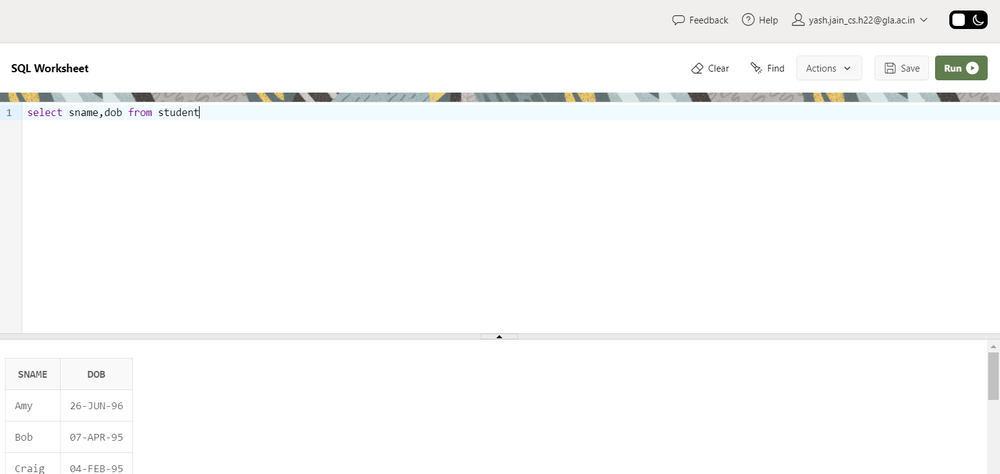 Feedback Help yash.jain_cs.h22@gla.ac.in
SQL Worksheet Clear Find Actions Save Run
1 select sname,dob from student
SNAME DOB
Amy 26-JUN-96
Bob 07-APR-95
Craig 04-FEB-95